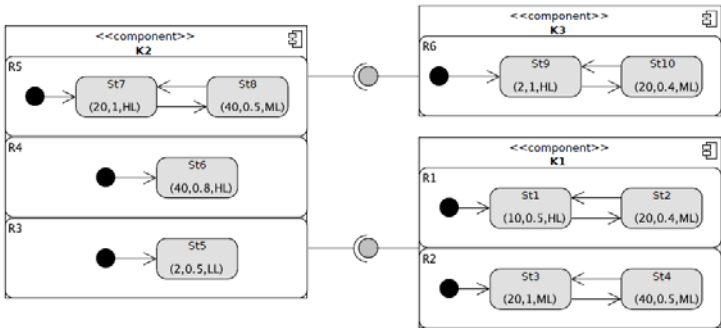 <<component>>
K2
R5
St7
(20,1,HL)
St8
(40,0.5,ML)
R4
St6
(40,0.8,HL)
R3
St5
(2,0.5,LL)
<<component>>
K3
R6
St9
(2,1,HL)
St10
(20,0.4,ML)
<<component>>
K1
R1
St1
(10,0.5,HL)
St2
(20,0.4,ML)
R2
St3
(20,1,ML)
St4
(40,0.5,ML)